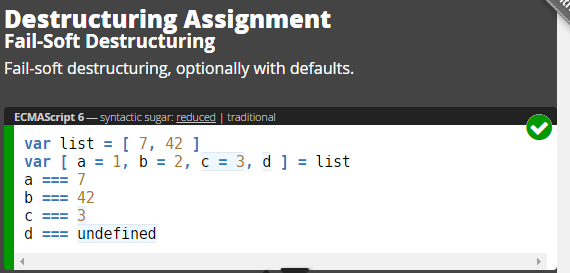 Destructuring Assignment
Fail-Soft Destructuring
Fail-soft destructuring, optionally with defaults.
ECMAScript 6 — syntactic sugar: reduced | traditional
var list = [ 7, 42 ]
var [ a = 1, b = 2, c = 3, d ] = list
a === 7
b === 42
c === 3
d === undefined